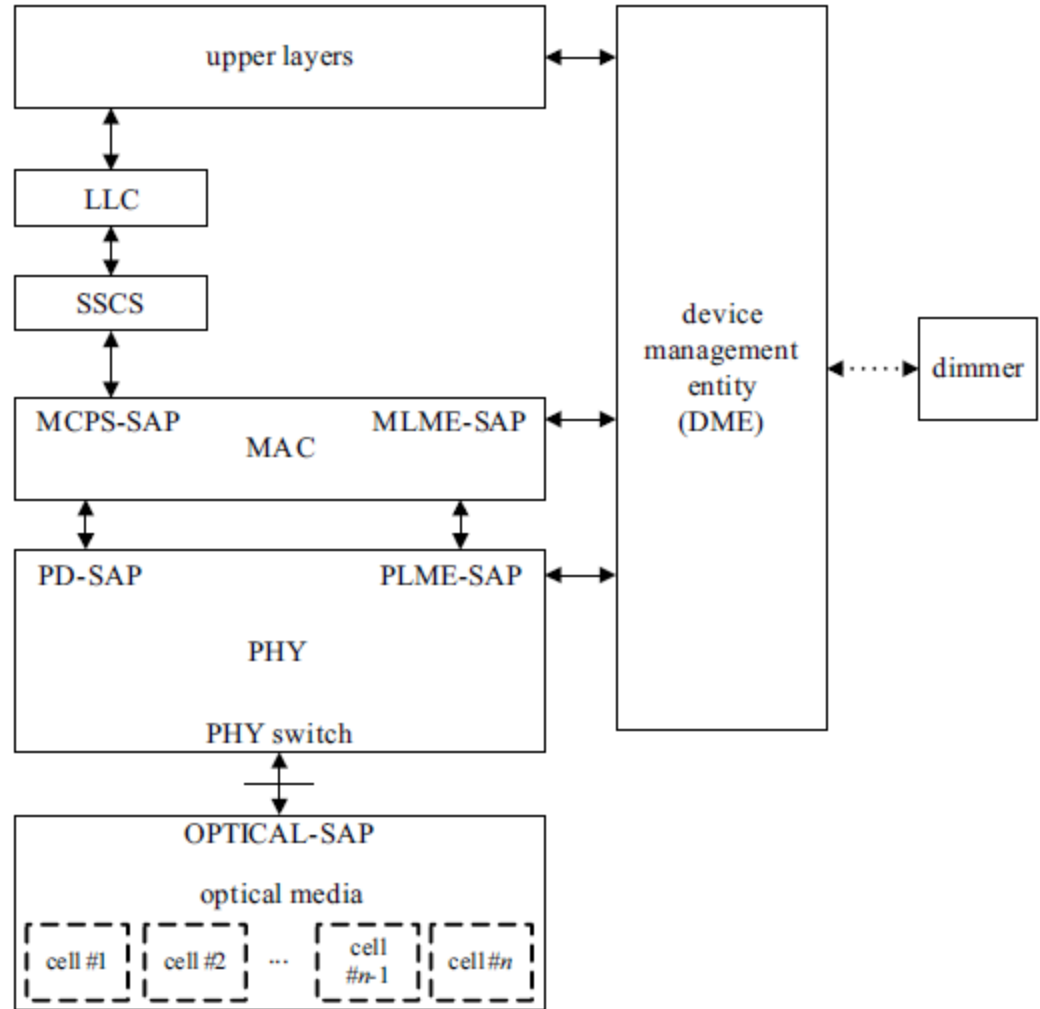 upper layers
LLC
SSCS
MCPS-SAP
MLME-SAP
MAC
PD-SAP
PLME-SAP
PHY
PHY switch
OPTICAL-SAP
optical media
cell #1
cell #2
...
cell
#n-1
cell #n
device
management
entity
(DME)
dimmer